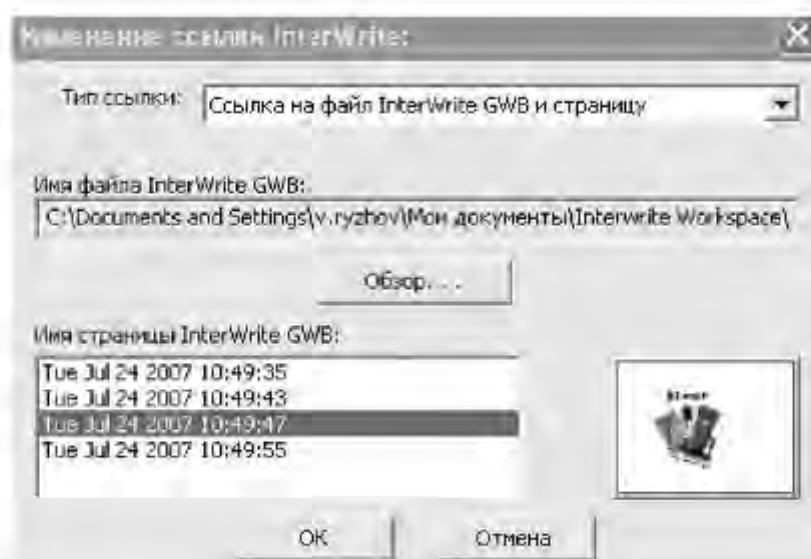 Изменение ссылки InterWrite:
Тип ссылки: Ссылка на файл InterWrite GWB и страницу
Имя файла InterWrite GWB:
C:\Documents and Settings\v.ryzhov\Мои документы\Interwrite Workspace\
Обзор. . .
Имя страницы InterWrite GWB:
Tue Jul 24 2007 10:49:35
Tue Jul 24 2007 10:49:43
Tue Jul 24 2007 10:49:47
Tue Jul 24 2007 10:49:55
OK Отмена